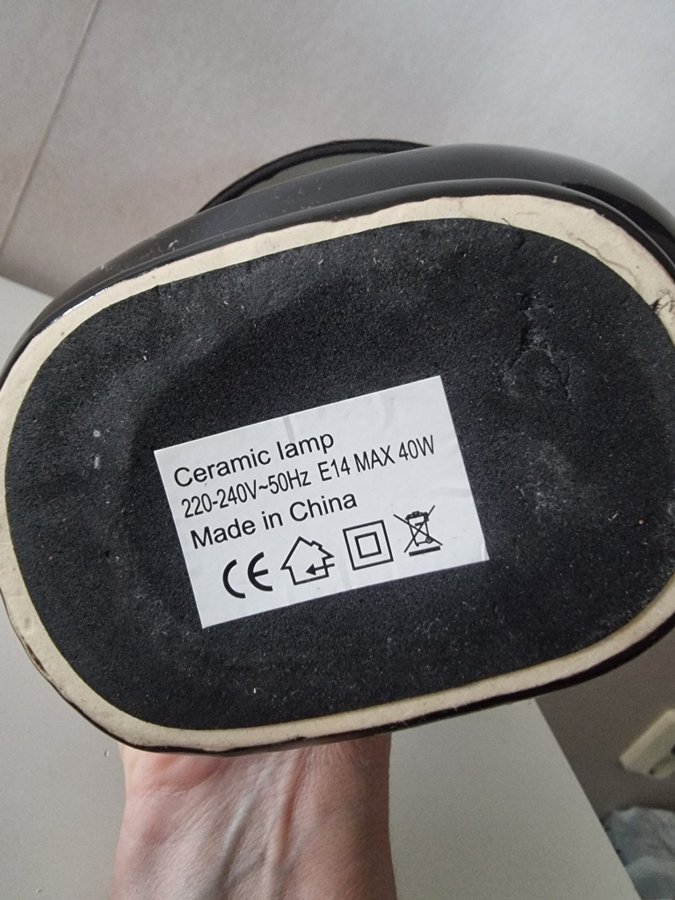 Ceramic lamp
220-240V~50Hz E14 MAX 40W
Made in China
CE